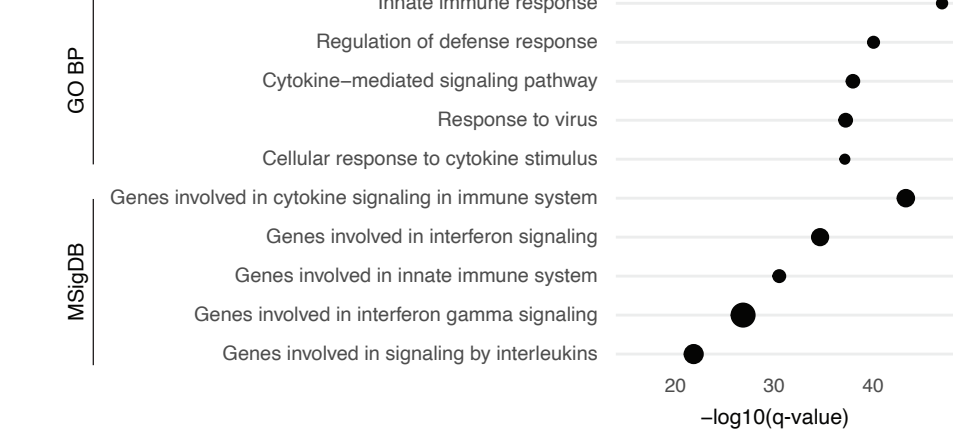 Innate immune response
Regulation of defense response
Cytokine−mediated signaling pathway
Response to virus
Cellular response to cytokine stimulus
GO BP
Genes involved in cytokine signaling in immune system
Genes involved in interferon signaling
Genes involved in innate immune system
Genes involved in interferon gamma signaling
Genes involved in signaling by interleukins
MSigDB
20 30 40
−log10(q-value)